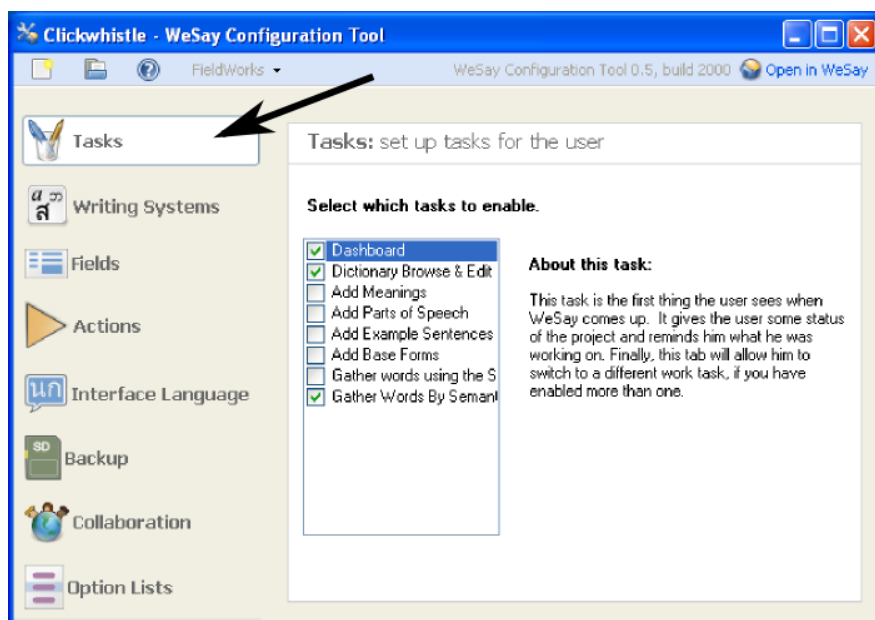 Clickwhistle - WeSay Configuration Tool
FieldWorks WeSay Configuration Tool 0.5, build 2000 Open in WeSay
Tasks
Writing Systems
Fields
Actions
Interface Language
SD
Backup
Collaboration
Option Lists
Tasks: set up tasks for the user
Select which tasks to enable.
Dashboard
Dictionary Browse & Edit
Add Meanings
Add Parts of Speech
Add Example Sentences
Add Base Forms
Gather words using the S
Gather Words By Semant
About this task:
This task is the first thing the user sees when
WeSay comes up. It gives the user some status
of the project and reminds him what he was
working on. Finally, this tab will allow him to
switch to a different work task, if you have
enabled more than one.